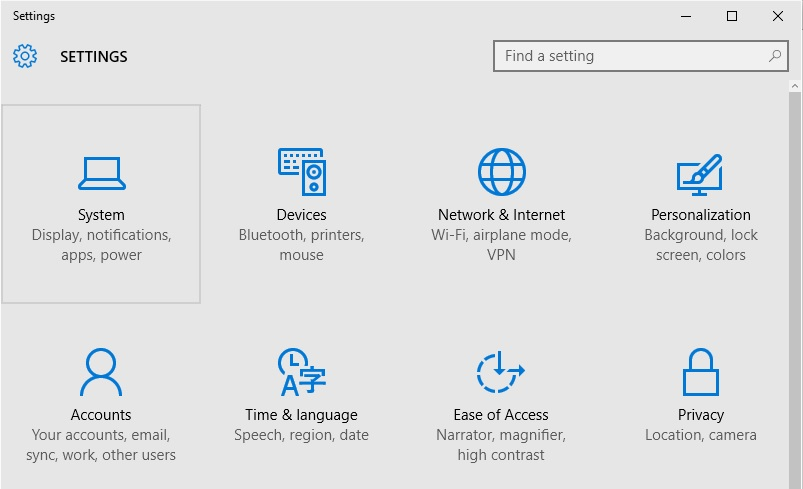 Settings
SETTINGS
Find a setting
System
Display, notifications,
apps, power
Devices
Bluetooth, printers,
mouse
Network & Internet
Wi-Fi, airplane mode,
VPN
Personalization
Background, lock
screen, colors
Accounts
Your accounts, email,
sync, work, other users
A字
Time & language
Speech, region, date
Ease of Access
Narrator, magnifier,
high contrast
Privacy
Location, camera